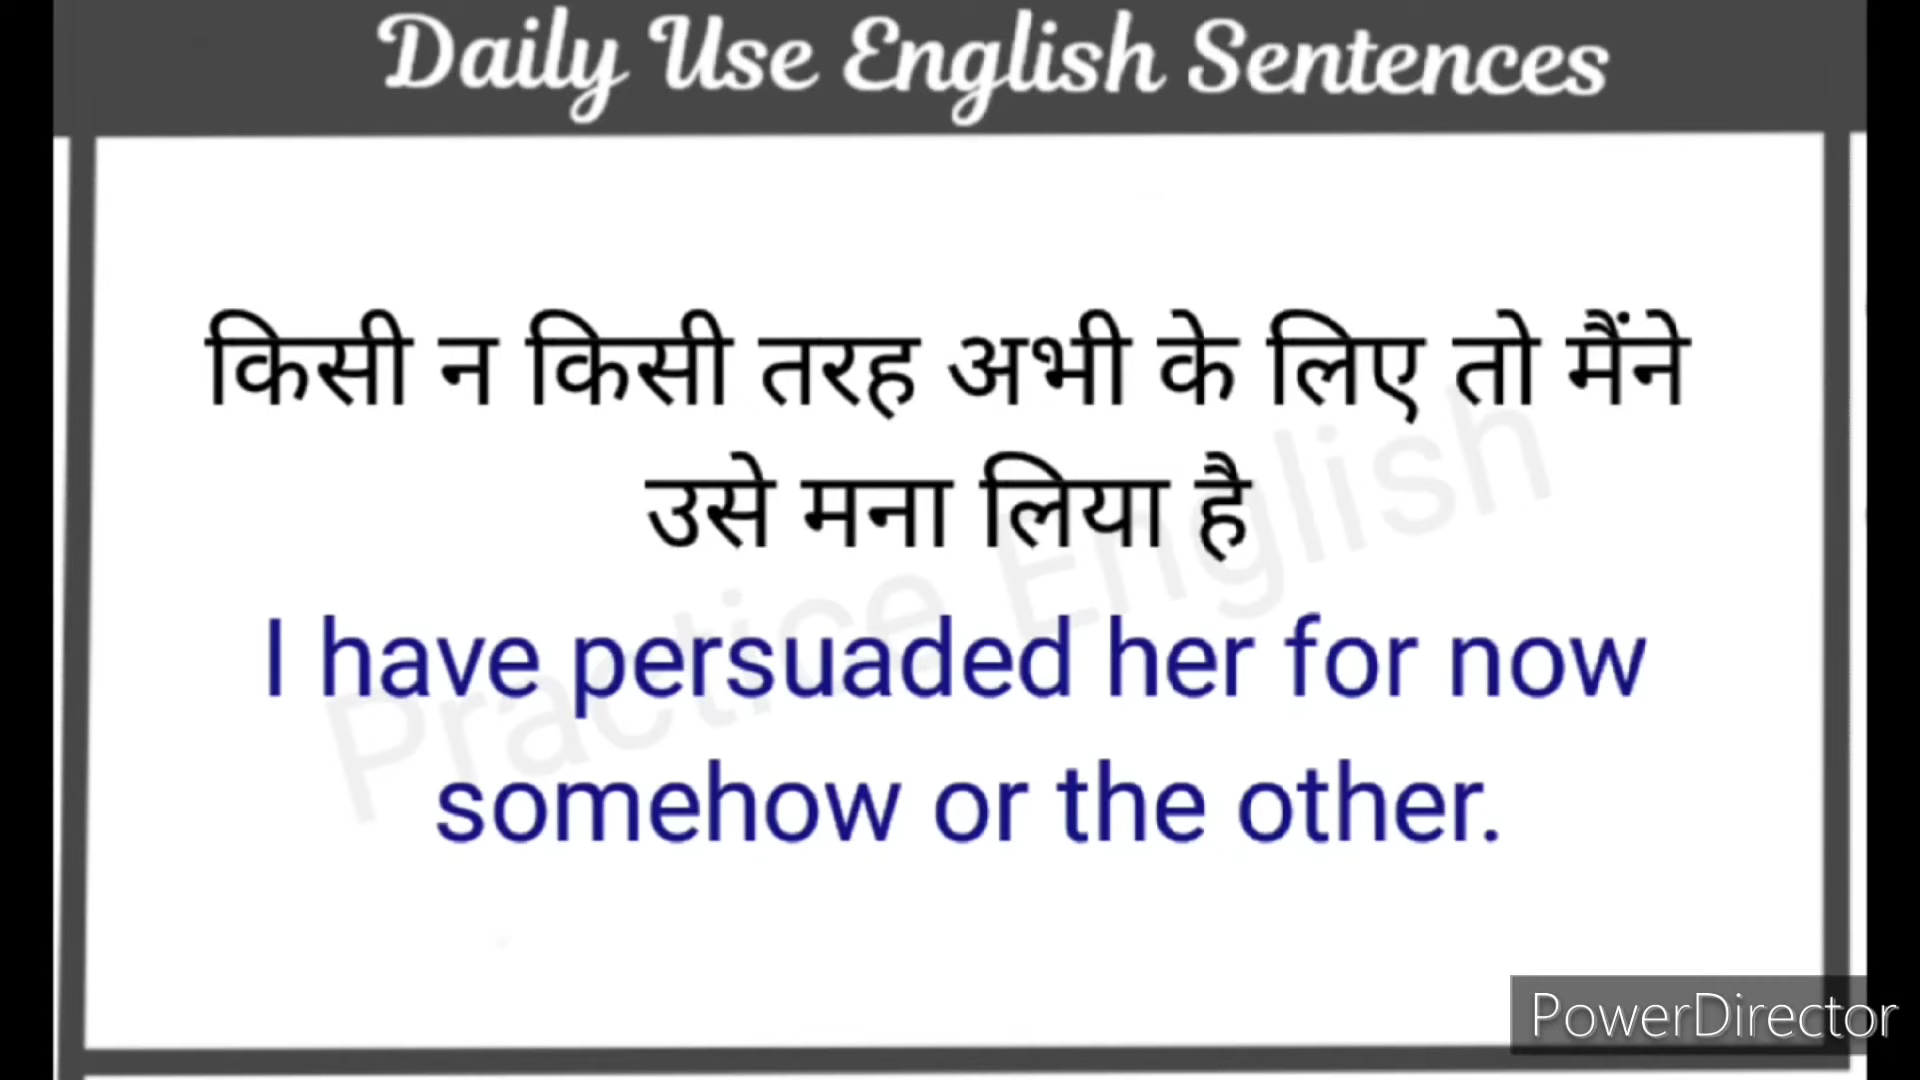 Daily Use English Sentences
किसी न किसी तरह अभी के लिए तो मैंने
उसे मना लिया है
I have persuaded her for now
somehow or the other.
Practice English
PowerDirector